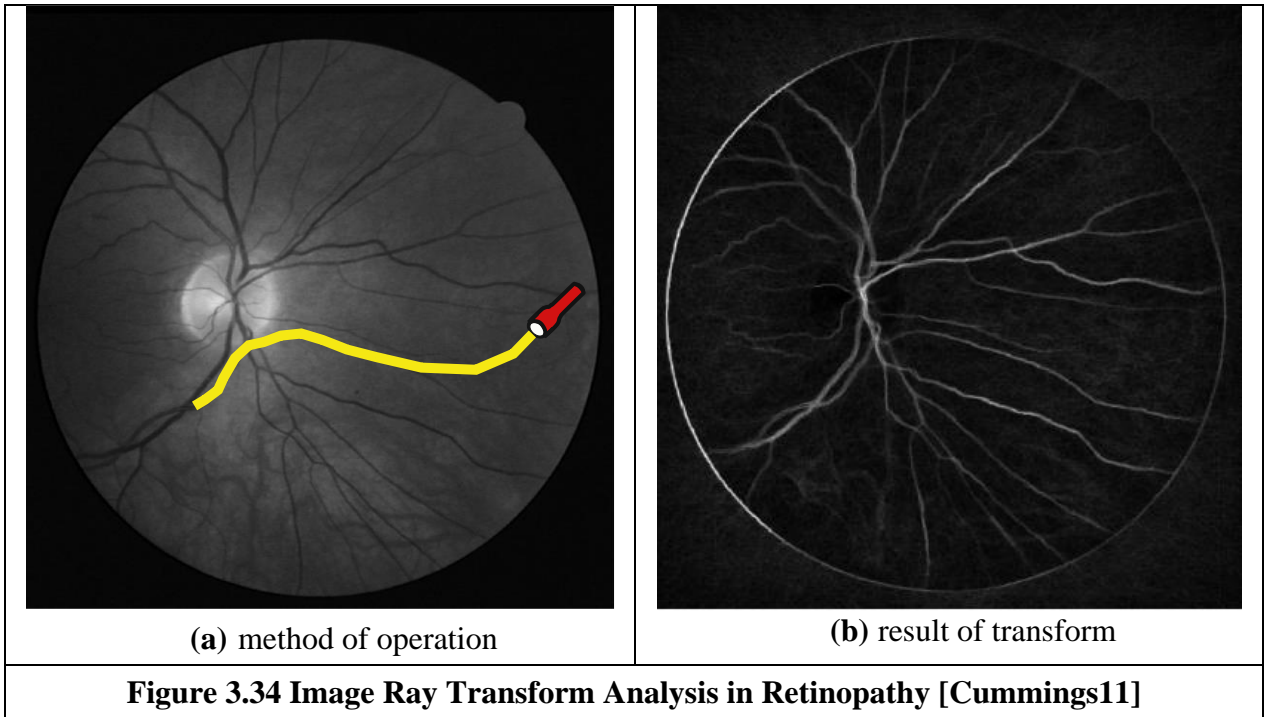 (a) method of operation
(b) result of transform
Figure 3.34 Image Ray Transform Analysis in Retinopathy [Cummings11]